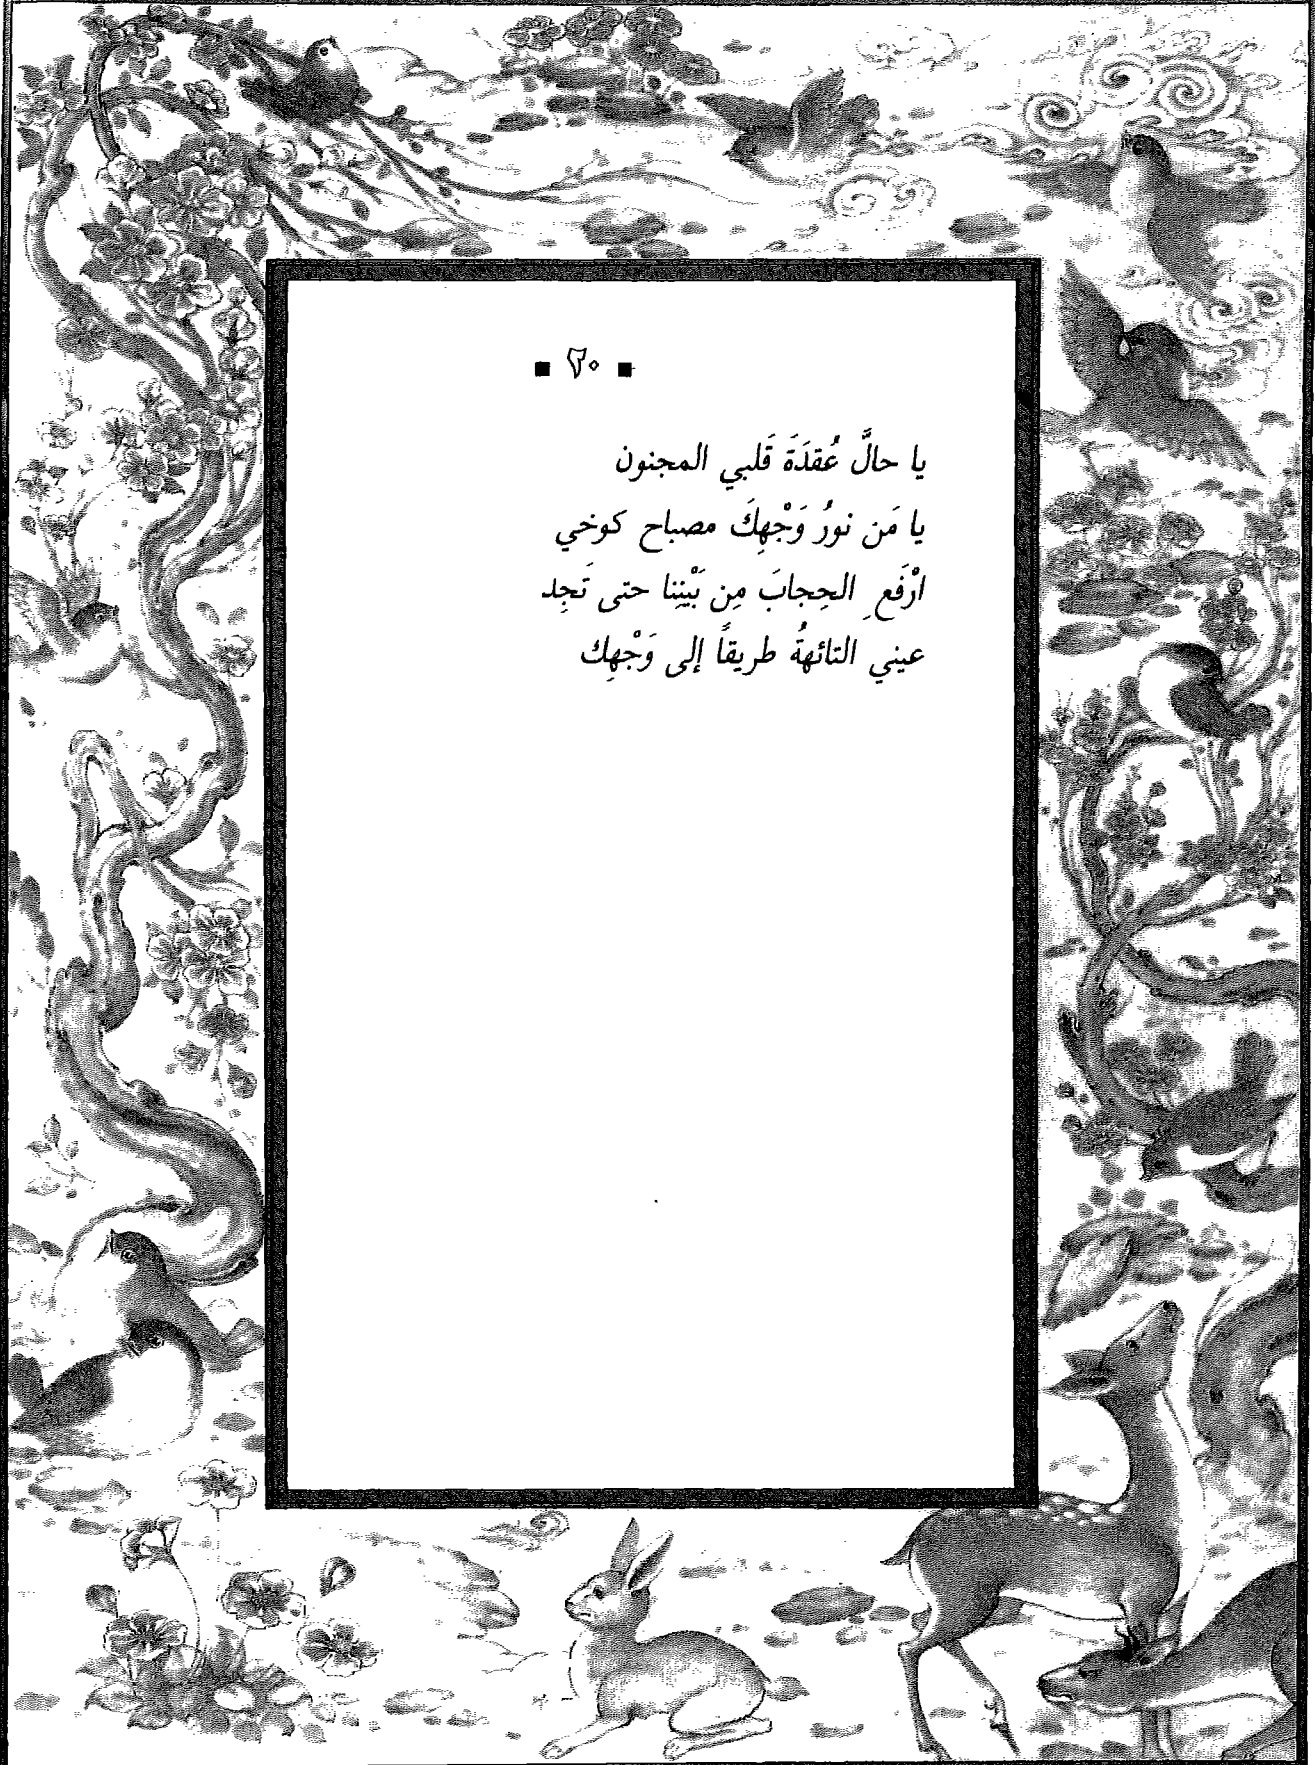 ▪ ٢٠ ▪
يا حالَّ عُقدَةَ قَلبي المجنون
يا مَن نورُ وَجْهِكَ مصباح كوخي
ارْفَعِ الحِجابَ مِن بَيْنِنا حتى تَجِد
عيني التائهةُ طريقاً إلى وَجْهِك